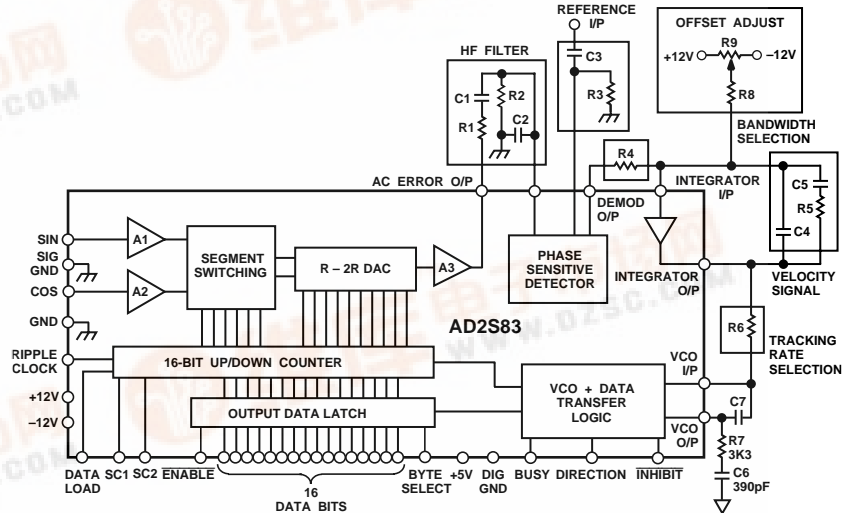 REFERENCE
I/P
OFFSET ADJUST
HF FILTER
R9
+12V
–12V
C3
C1
R2
R3
R8
R1
C2
BANDWIDTH
SELECTION
R4
AC ERROR O/P
DEMOD
O/P
INTEGRATOR
I/P
C5
R5
C4
SIN
A1
SIG
GND
SEGMENT
SWITCHING
R – 2R DAC
A3
PHASE
SENSITIVE
DETECTOR
COS
A2
INTEGRATOR
O/P
VELOCITY
SIGNAL
GND
AD2S83
R6
TRACKING
RATE
SELECTION
RIPPLE
CLOCK
16-BIT UP/DOWN COUNTER
VCO
I/P
VCO + DATA
TRANSFER
LOGIC
+12V
–12V
OUTPUT DATA LATCH
VCO
O/P
C7
R7
3K3
C6
390pF
DATA
LOAD
SC1
SC2
ENABLE
16
DATA BITS
BYTE
SELECT
+5V
DIG
GND
BUSY
DIRECTION
INHIBIT
WWW.DZSC.COM